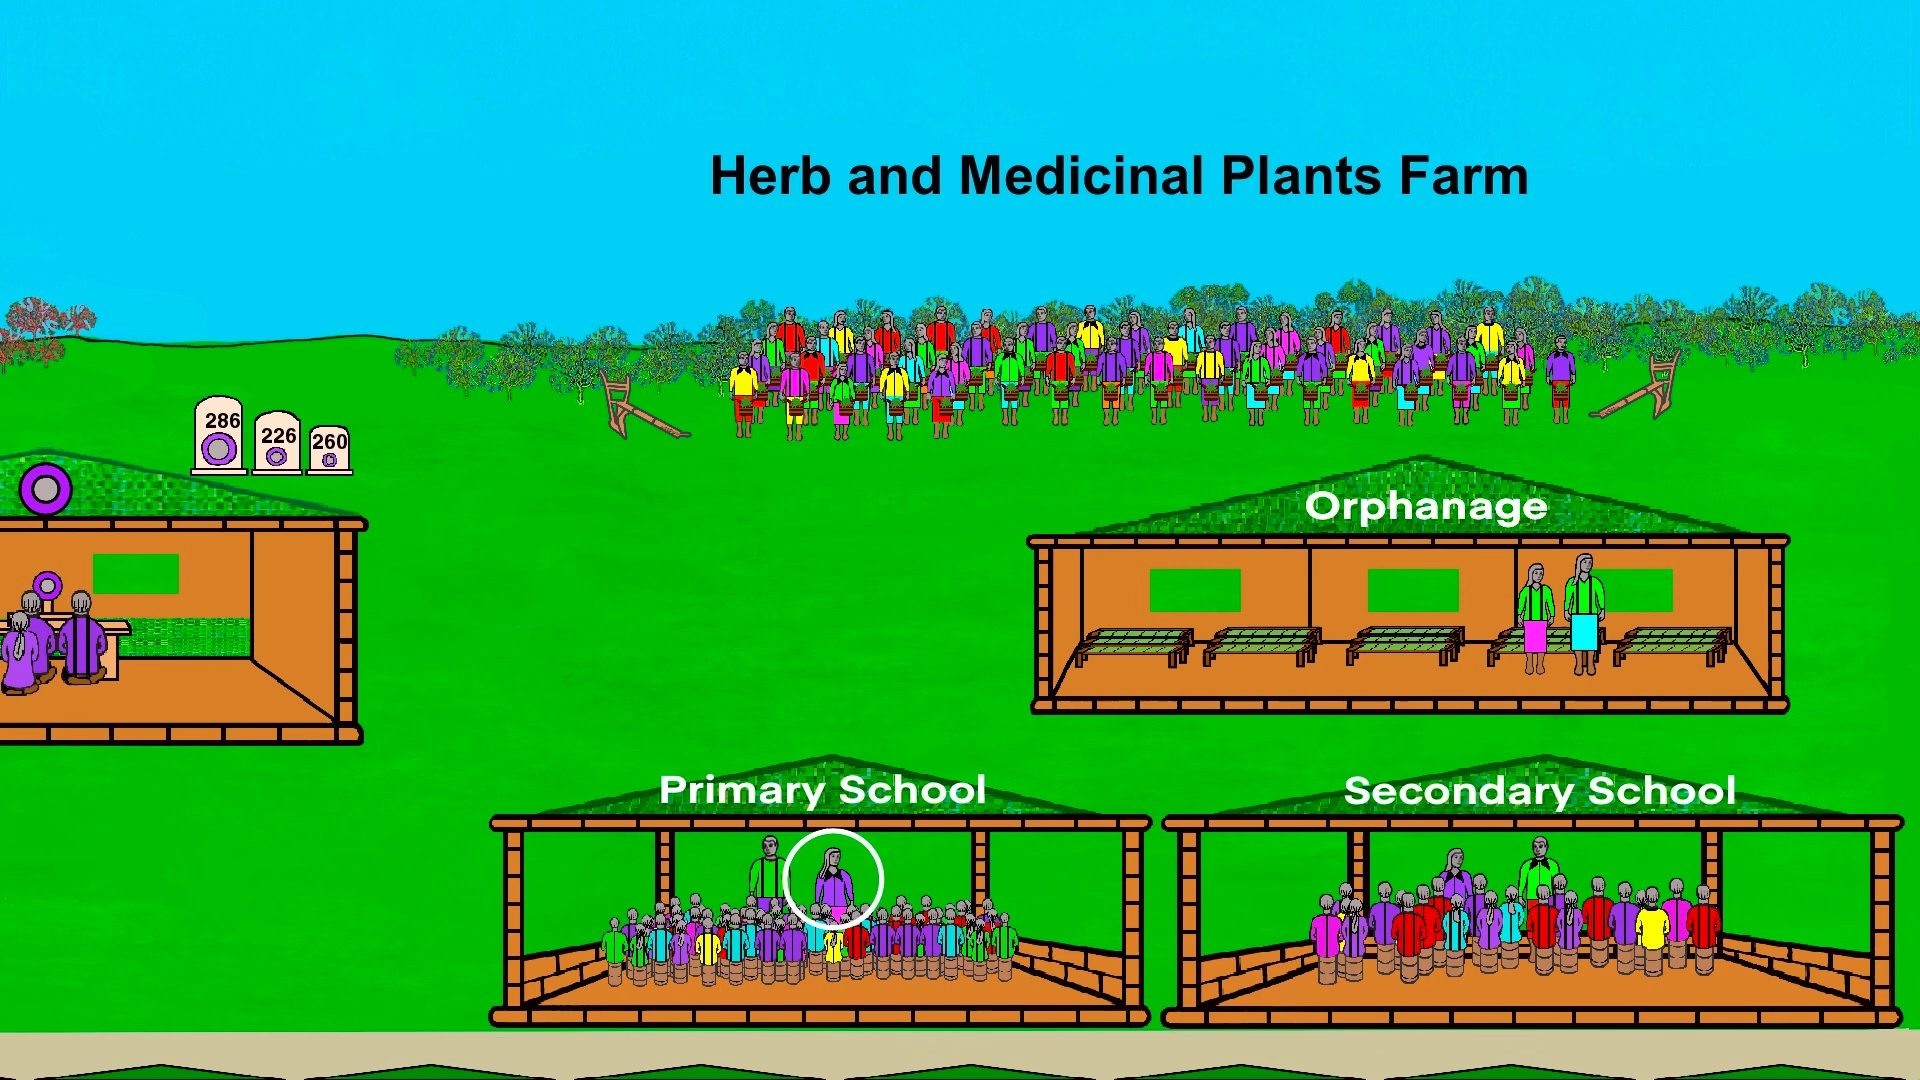 Herb and Medicinal Plants Farm
286
226
260
Orphanage
Primary School
Secondary School